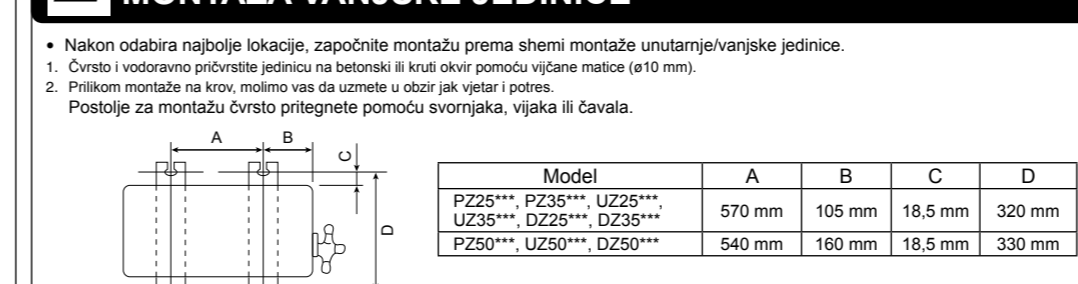 MONTAŽA VANJSKE JEDINICE
• Nakon odabira najbolje lokacije, započnite montažu prema shemi montaže unutarnje/vanjske jedinice.
1. Čvrsto i vodoravno pričvrstite jedinicu na betonski ili kruti okvir pomoću vijčane matice (ø10 mm).
2. Prilikom montaže na krov, molimo vas da uzmete u obzir jak vjetar i potres.
Postolje za montažu čvrsto pritegnete pomoću svornjaka, vijaka ili čavala.
A B
C
D
Model A B C D
PZ25***, PZ35***, UZ25***,
UZ35***, DZ25***, DZ35*** 570 mm 105 mm 18,5 mm 320 mm
PZ50***, UZ50***, DZ50*** 540 mm 160 mm 18,5 mm 330 mm